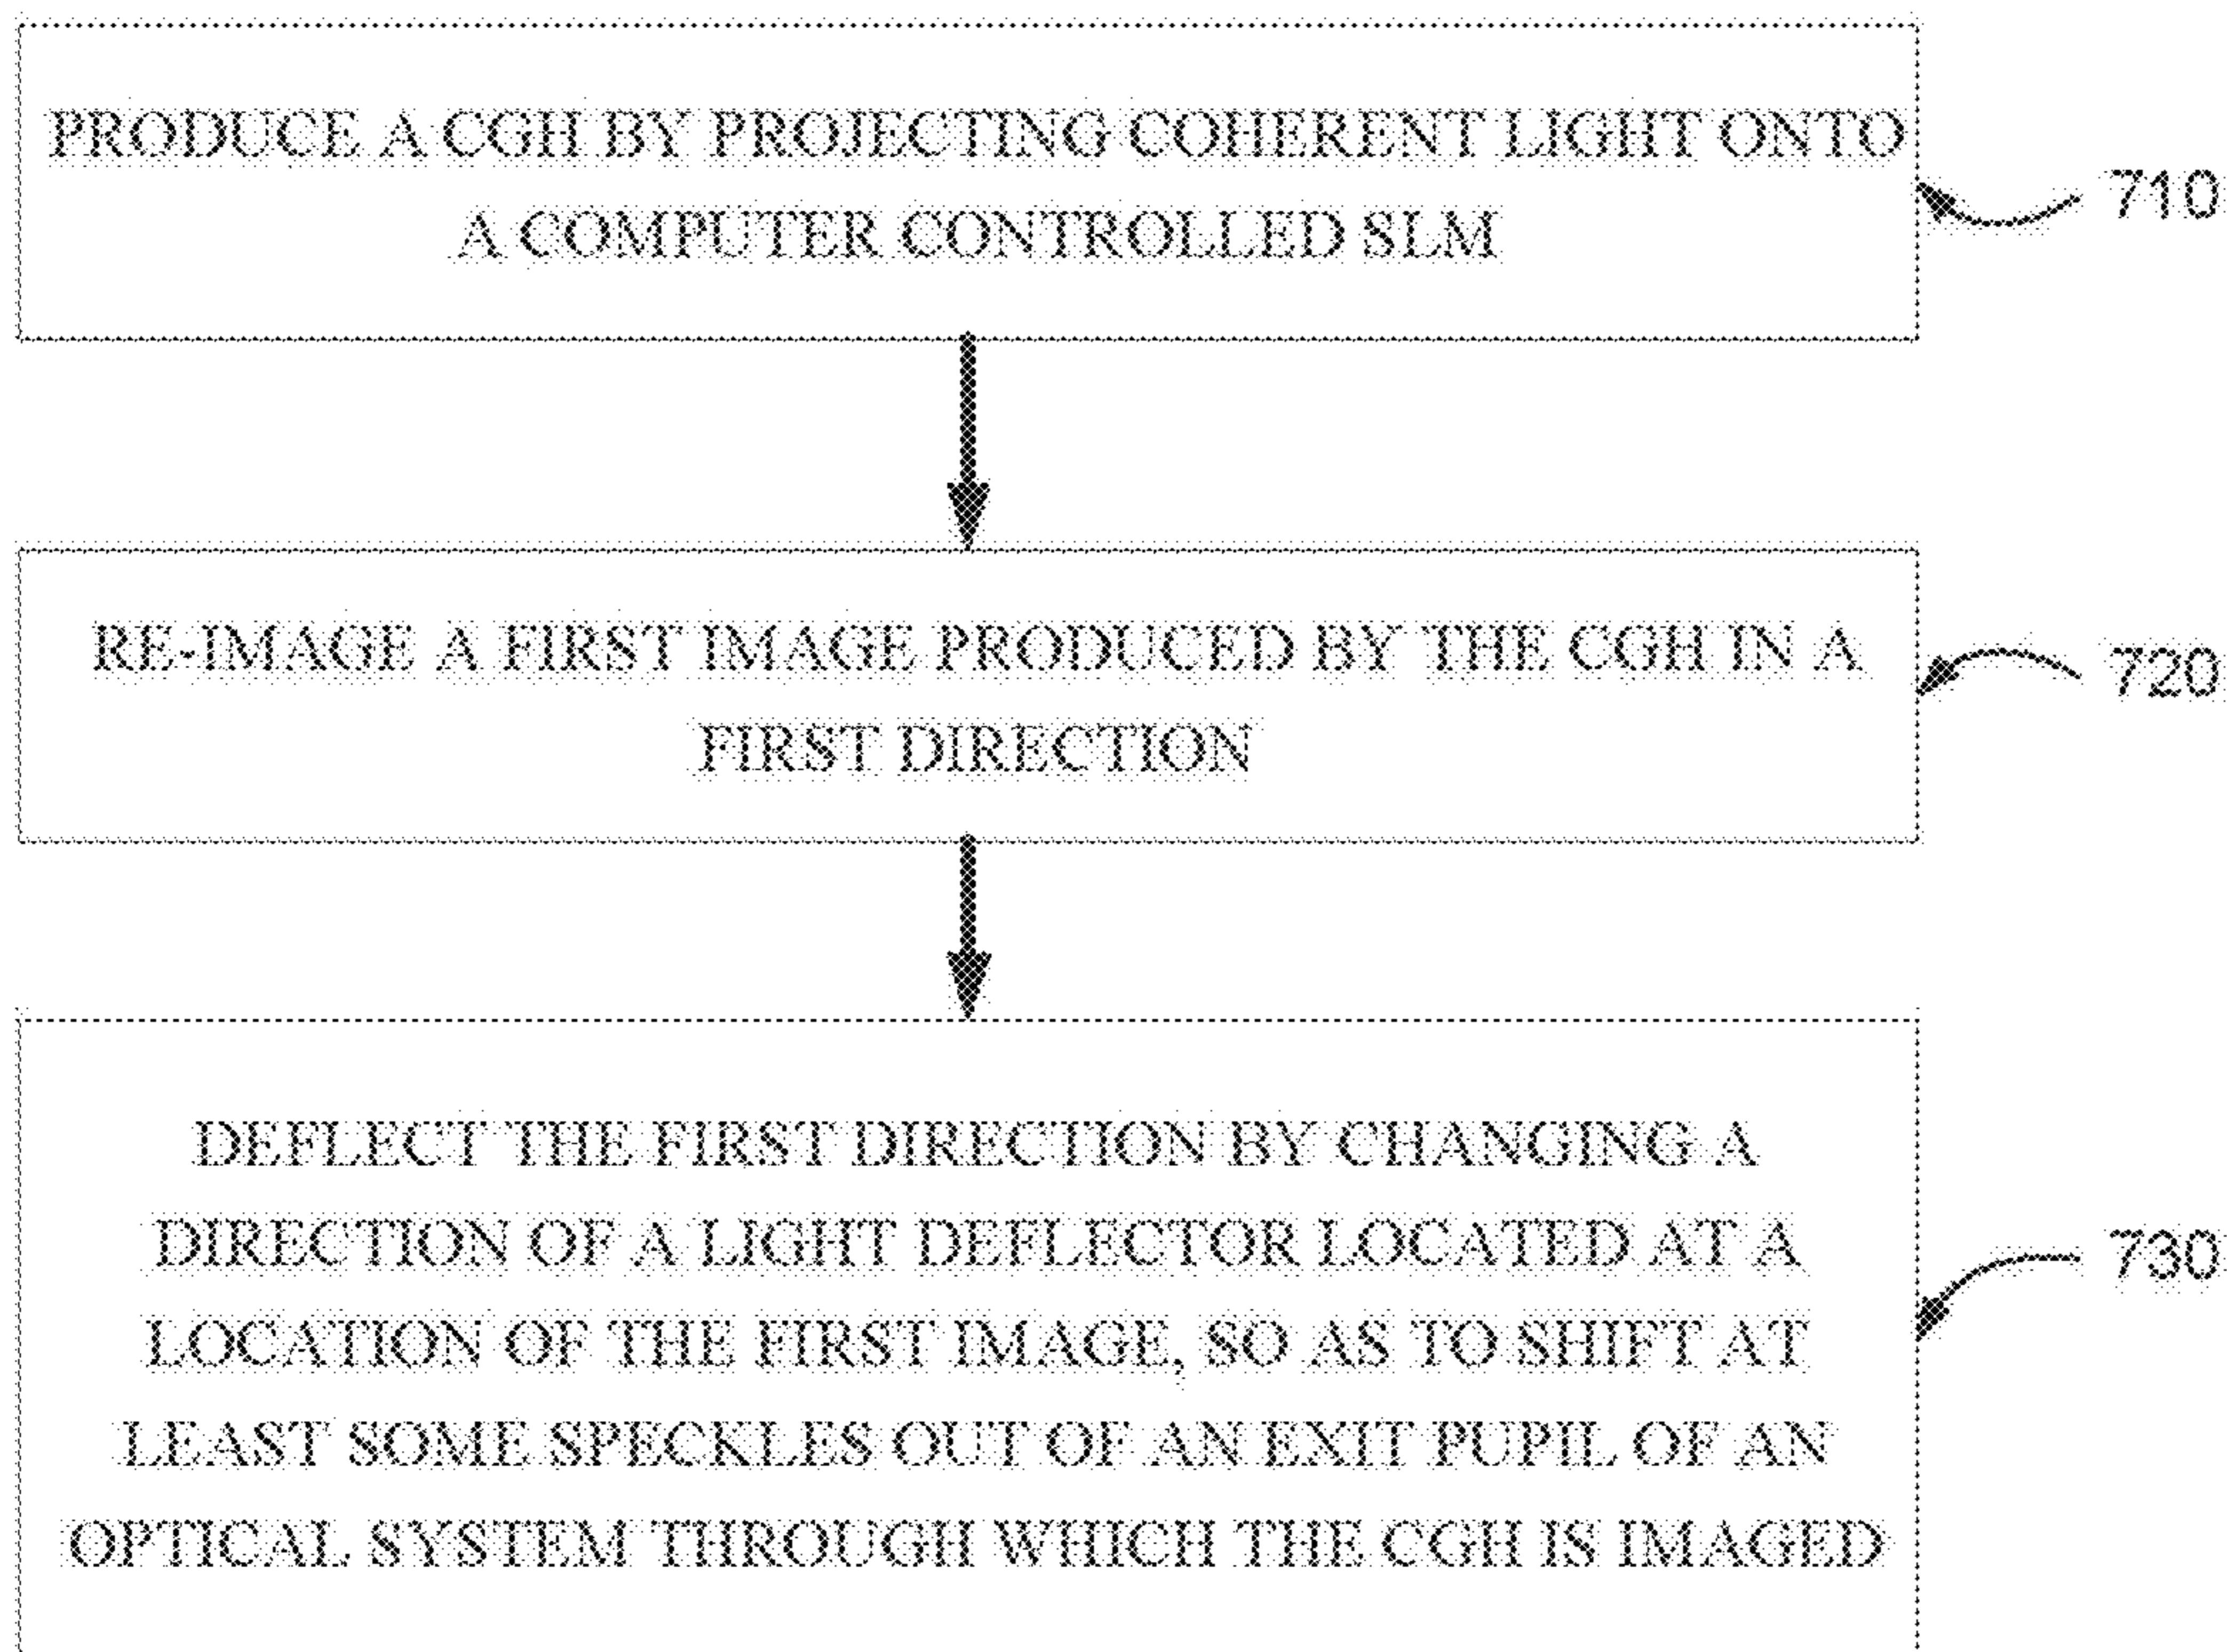 PRODUCE A CGH BY PROJECTING COHERENT LIGHT ONTO
A COMPUTER CONTROLLED SLM
710
RE-IMAGE A FIRST IMAGE PRODUCED BY THE CGH IN A
FIRST DIRECTION
720
DEFLECT THE FIRST DIRECTION BY CHANGING A
DIRECTION OF A LIGHT DEFLECTOR LOCATED AT A
LOCATION OF THE FIRST IMAGE, SO AS TO SHIFT AT
LEAST SOME SPECKLES OUT OF AN EXIT PUPIL OF AN
OPTICAL SYSTEM THROUGH WHICH THE CGH IS IMAGED
730